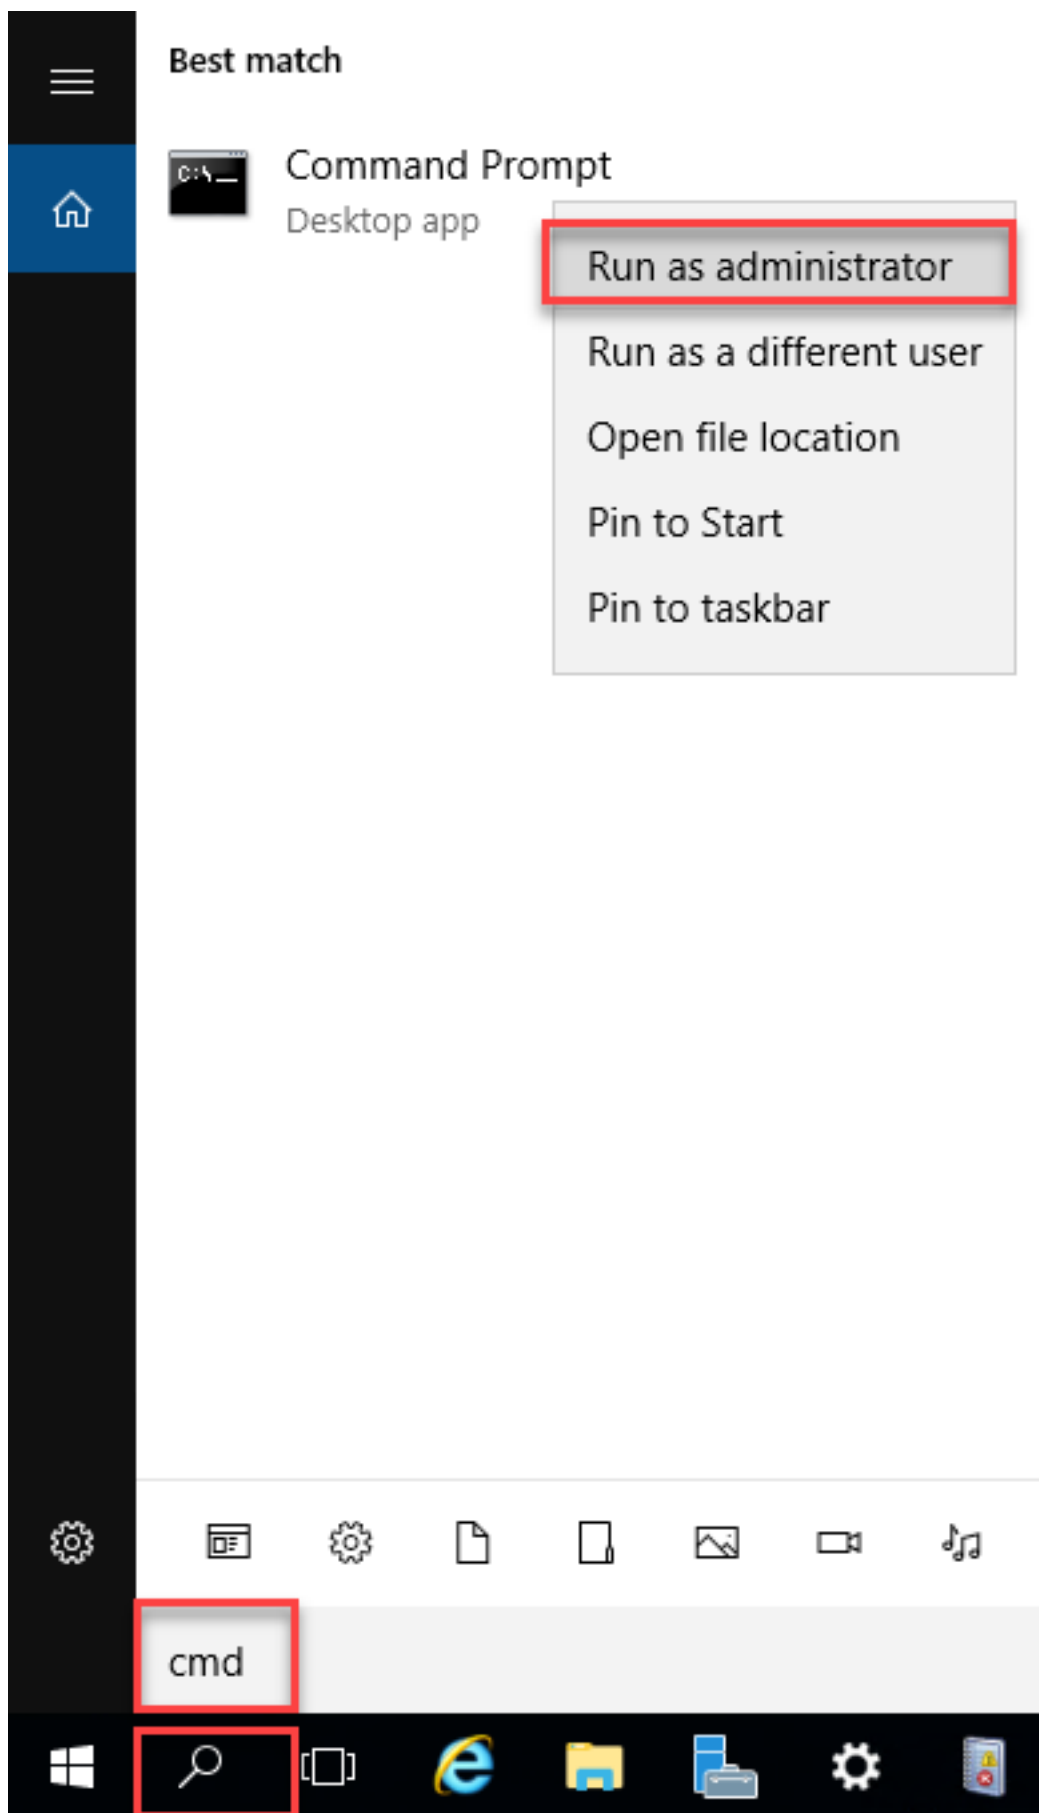 Best match
Command Prompt
Desktop app
Run as administrator
Run as a different user
Open file location
Pin to Start
Pin to taskbar
cmd